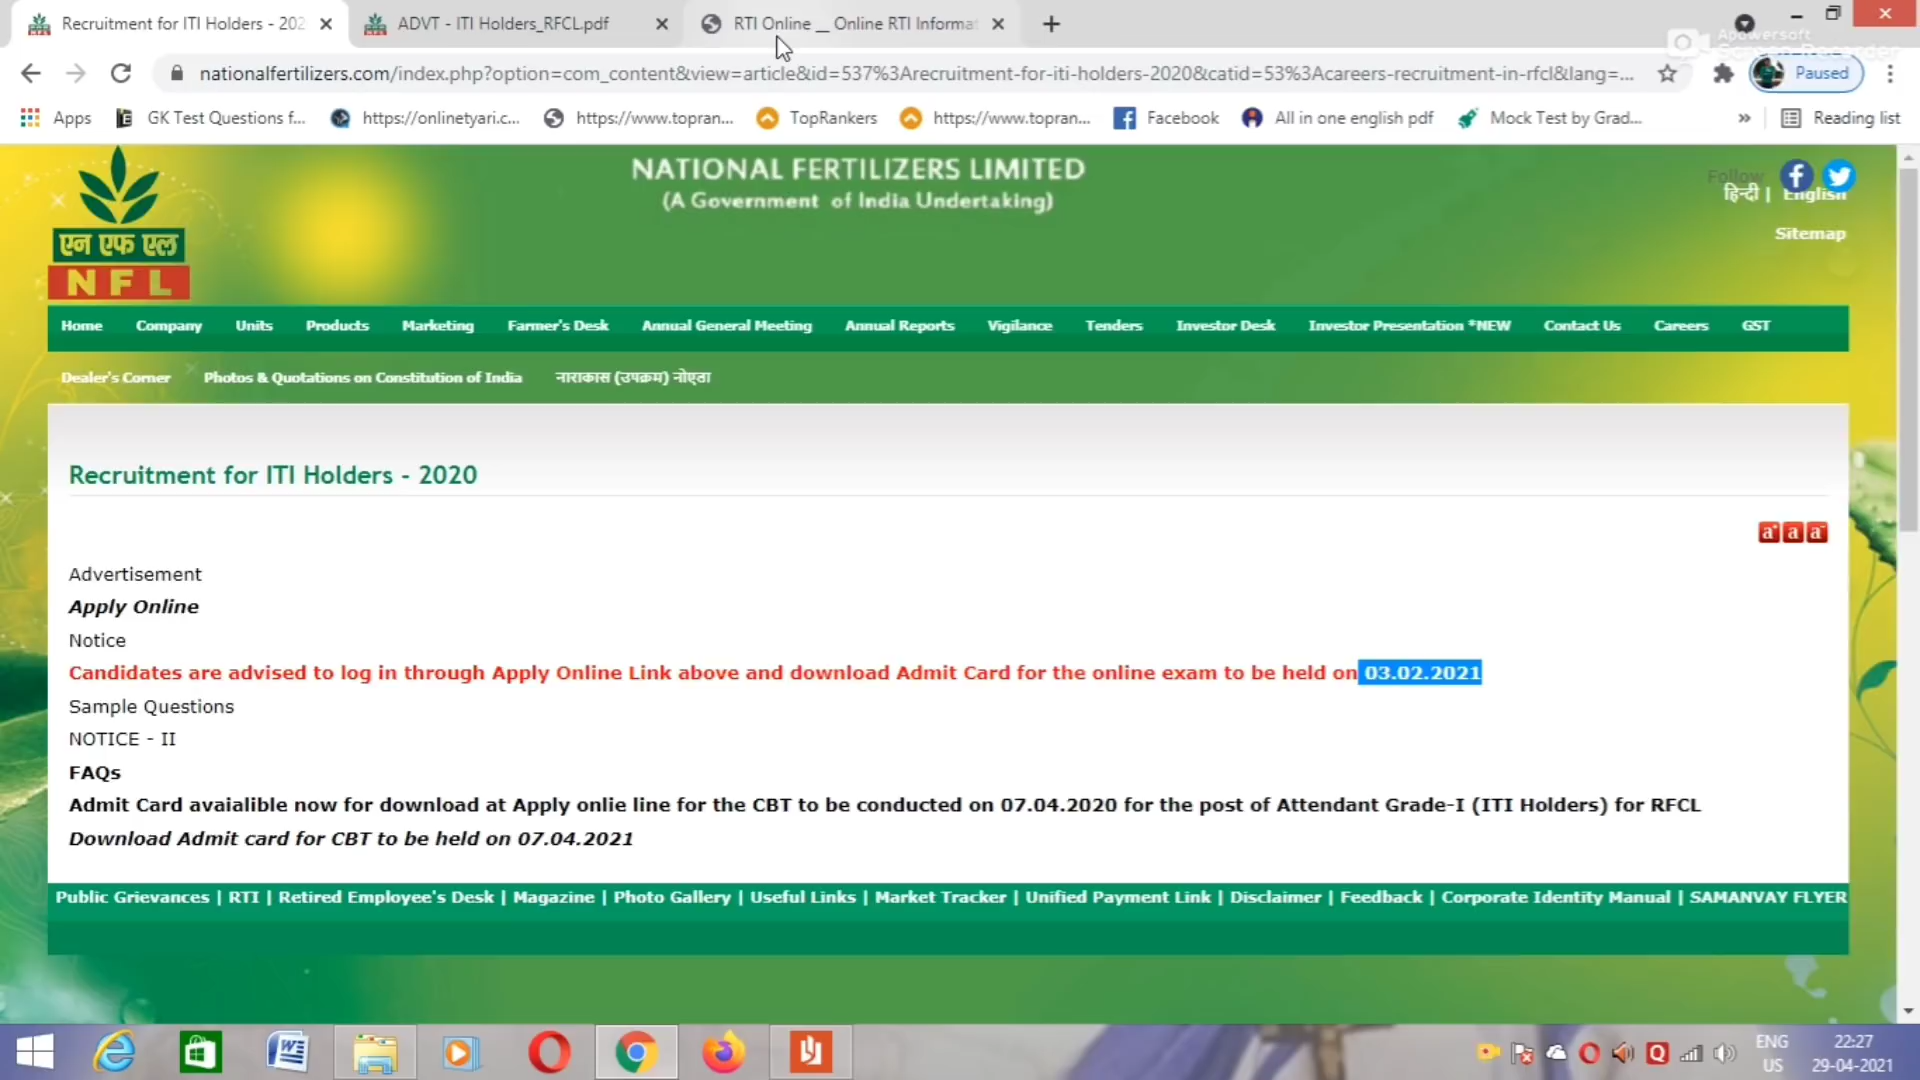 Recruitment for ITI Holders - 202
ADVT - ITI Holders_RFCL.pdf
RTI Online __ Online RTI Informat
Apowersoft
Screen Recorder
nationalfertilizers.com/index.php?option=com_content&view=article&id=537%3Arecruitment-for-iti-holders-2020&catid=53%3Acareers-recruitment-in-rfcl&lang=...
Paused
Apps
GK Test Questions f...
https://onlinetyari.c...
https://www.topran...
TopRankers
https://www.topran...
Facebook
All in one english pdf
Mock Test by Grad...
»
Reading list
NATIONAL FERTILIZERS LIMITED
(A Government of India Undertaking)
Follow
हिन्दी | English
Sitemap
एन एफ एल
NFL
Home Company Units Products Marketing Farmer's Desk Annual General Meeting Annual Reports Vigilance Tenders Investor Desk Investor Presentation *NEW Contact Us Careers GST
Dealer's Corner Photos & Quotations on Constitution of India नाराकास (उपक्रम) नोएडा
Recruitment for ITI Holders - 2020
a+ a a-
Advertisement
Apply Online
Notice
Candidates are advised to log in through Apply Online Link above and download Admit Card for the online exam to be held on 03.02.2021
Sample Questions
NOTICE - II
FAQs
Admit Card avaialible now for download at Apply onlie line for the CBT to be conducted on 07.04.2020 for the post of Attendant Grade-I (ITI Holders) for RFCL
Download Admit card for CBT to be held on 07.04.2021
Public Grievances | RTI | Retired Employee's Desk | Magazine | Photo Gallery | Useful Links | Market Tracker | Unified Payment Link | Disclaimer | Feedback | Corporate Identity Manual | SAMANVAY FLYER
ENG
US
22:27
29-04-2021